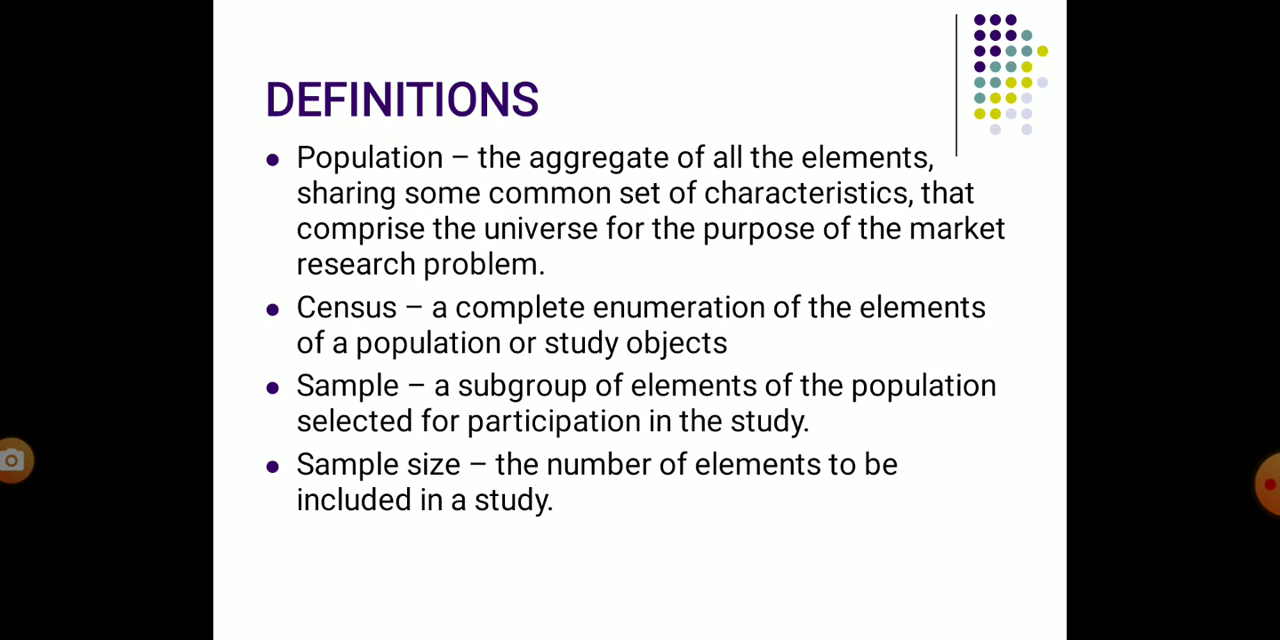 DEFINITIONS
Population – the aggregate of all the elements,
sharing some common set of characteristics, that
comprise the universe for the purpose of the market
research problem.
Census – a complete enumeration of the elements
of a population or study objects
Sample – a subgroup of elements of the population
selected for participation in the study.
Sample size – the number of elements to be
included in a study.